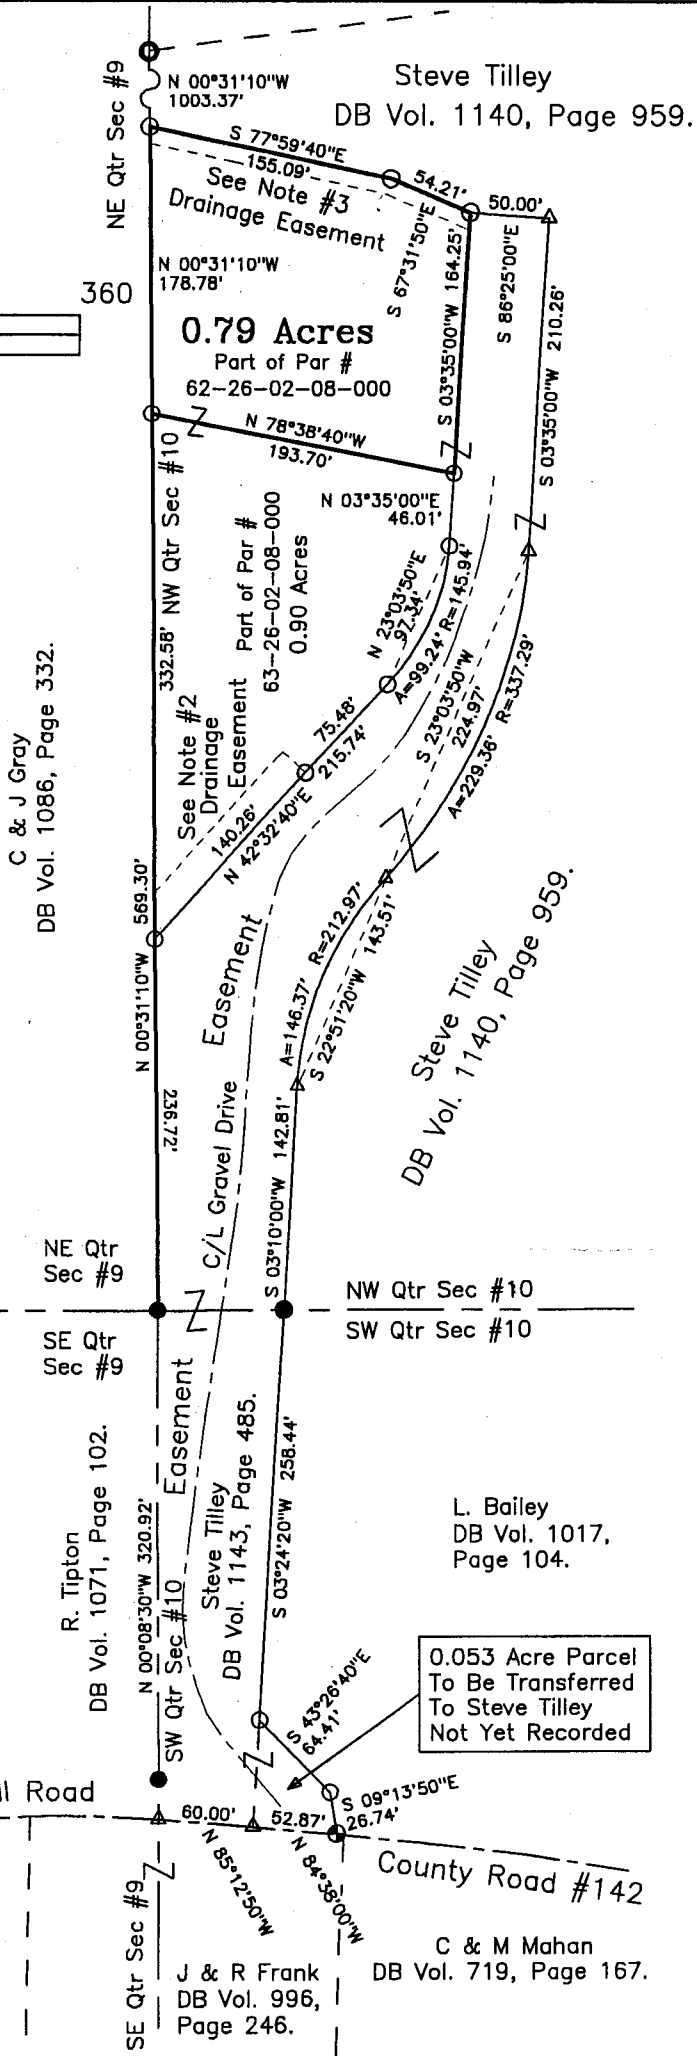 N 00°31'10"W
1003.37'
NE Qtr Sec #9
Steve Tilley
DB Vol. 1140, Page 959.
S 77°59'40"E
155.09'
54.21'
50.00'
See Note #3
Drainage Easement
S 67°31'50"E
S 03°35'00"W 164.25'
S 86°25'00"E
S 03°35'00"W 210.26'
N 00°31'10"W
178.78'
360
0.79 Acres
Part of Par #
62-26-02-08-000
N 78°38'40"W
193.70'
N 03°35'00"E
46.01'
332.58' NW Qtr Sec #10
Part of Par #
63-26-02-08-000
0.90 Acres
N 23°03'50"E
97.34'
A=99.24' R=145.94'
S 23°03'50"W
224.97'
A=229.36' R=337.29'
C & J Gray
DB Vol. 1086, Page 332.
See Note #2
Drainage
Easement
75.48'
215.74'
140.26'
N 42°32'40"E
N 00°31'10"W 569.30'
Easement
A=146.37' R=212.97'
S 22°51'20"W 143.51'
Steve Tilley
DB Vol. 1140, Page 959.
236.72'
C/L Gravel Drive
S 03°10'00"W 142.81'
NE Qtr
Sec #9
NW Qtr Sec #10
SE Qtr
Sec #9
SW Qtr Sec #10
Easement
R. Tipton
DB Vol. 1071, Page 102.
N 00°08'30"W 320.92'
SW Qtr Sec #10
Steve Tilley
DB Vol. 1143, Page 485.
S 03°24'20"W 258.44'
L. Bailey
DB Vol. 1017,
Page 104.
0.053 Acre Parcel
To Be Transferred
To Steve Tilley
Not Yet Recorded
S 43°26'40"E
64.41'
S 09°13'50"E
26.74'
Road
60.00'
52.87'
N 85°12'50"W
N 84°38'00"W
County Road #142
SE Qtr Sec #9
J & R Frank
DB Vol. 996,
Page 246.
C & M Mahan
DB Vol. 719, Page 167.